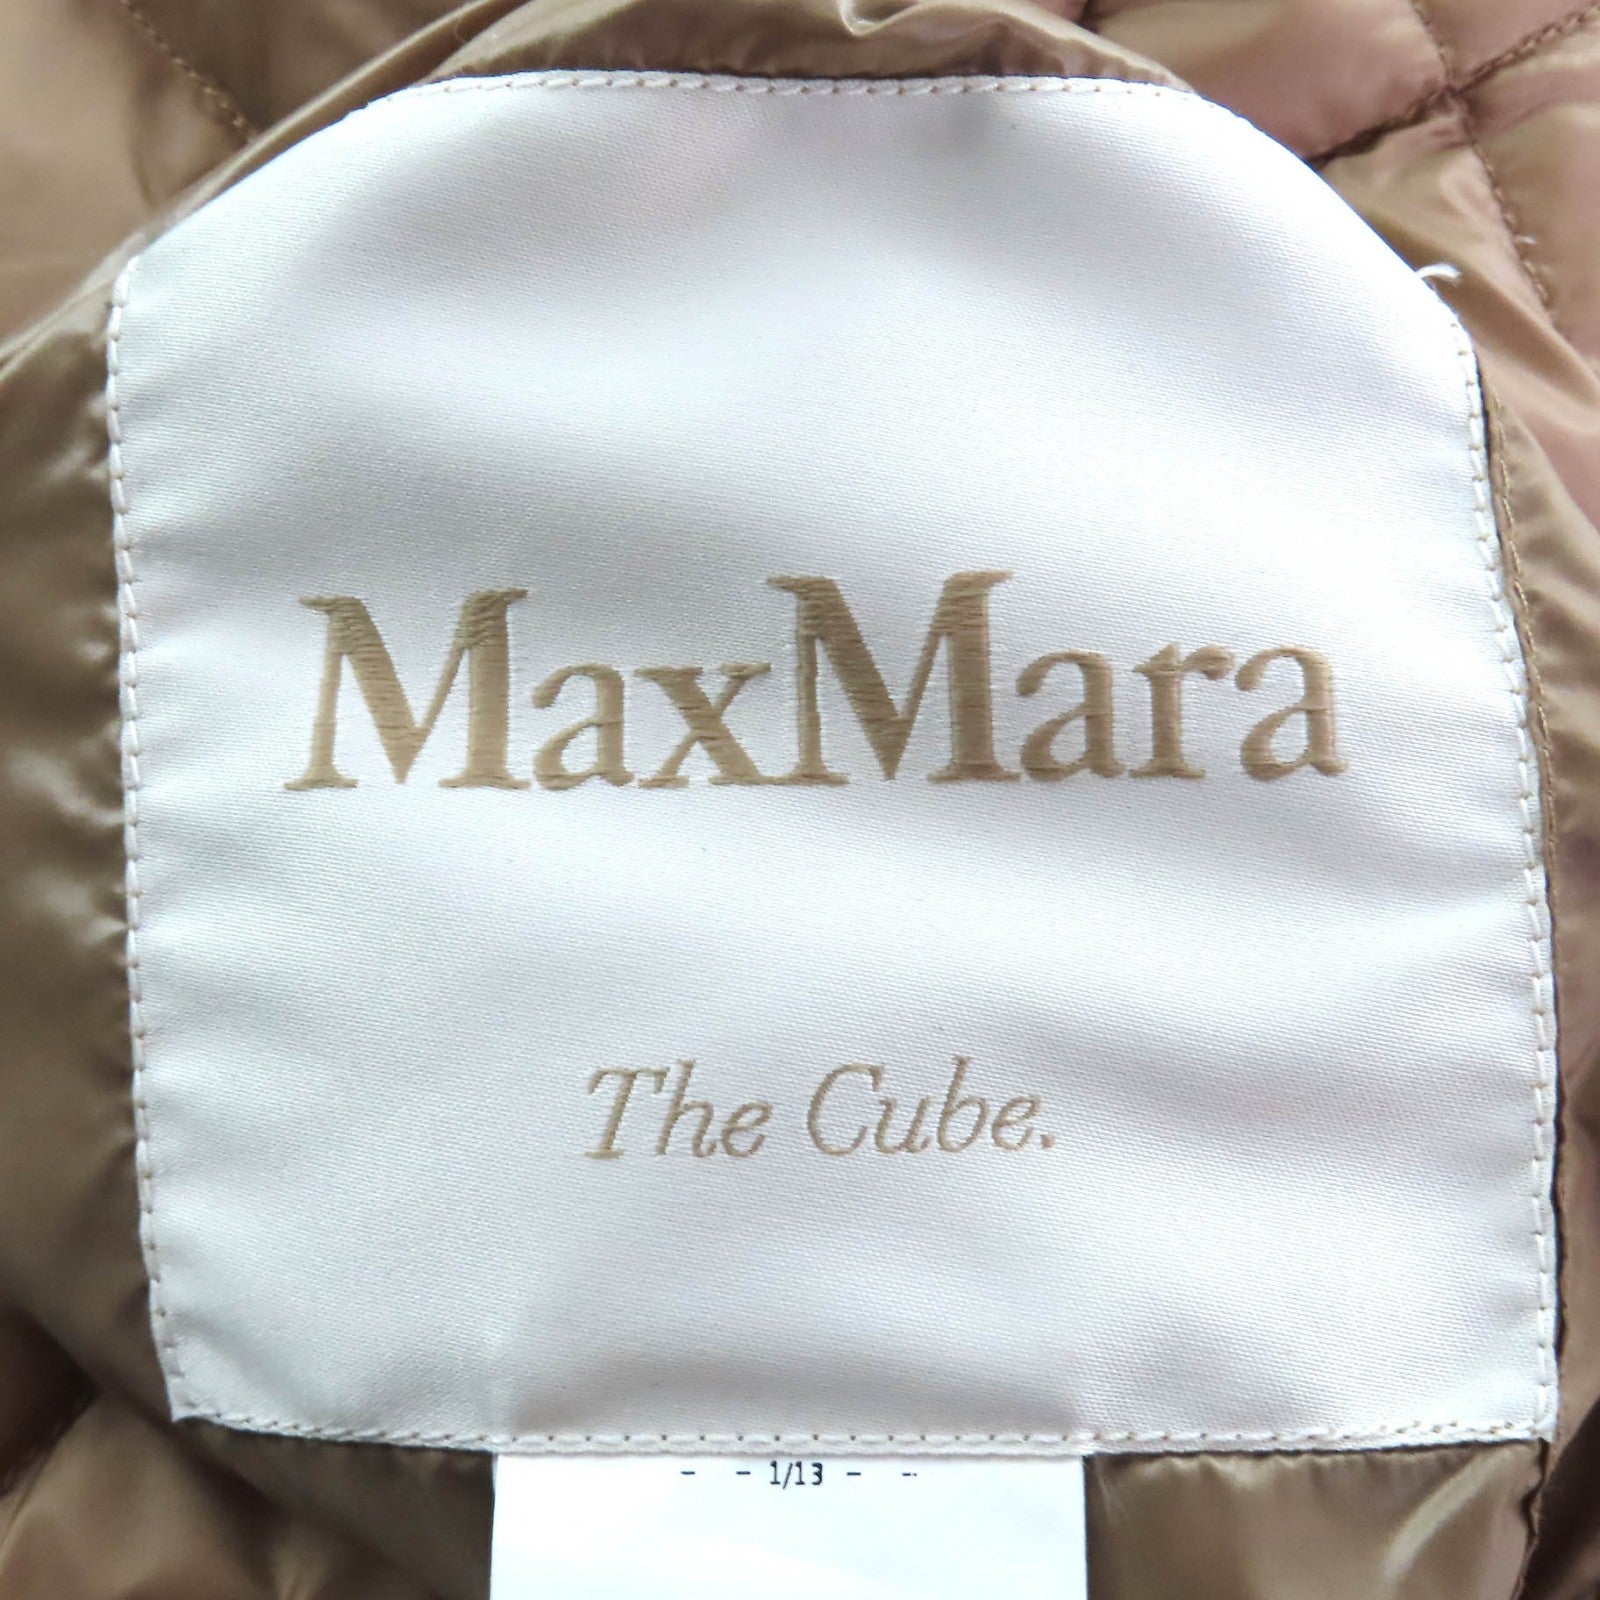 MaxMara
The Cube.
- - 1/13 - -